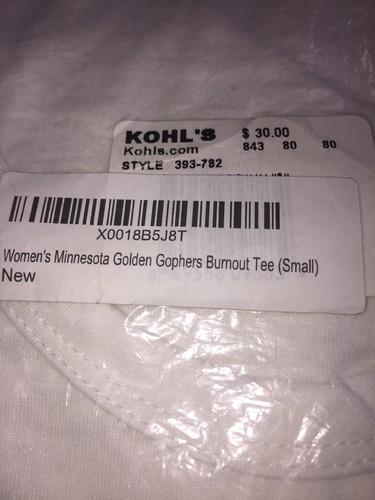 KOHL'S $ 30.00
Kohls.com 843 80 80
STYLE 393-782
X0018B5J8T
Women's Minnesota Golden Gophers Burnout Tee (Small)
New